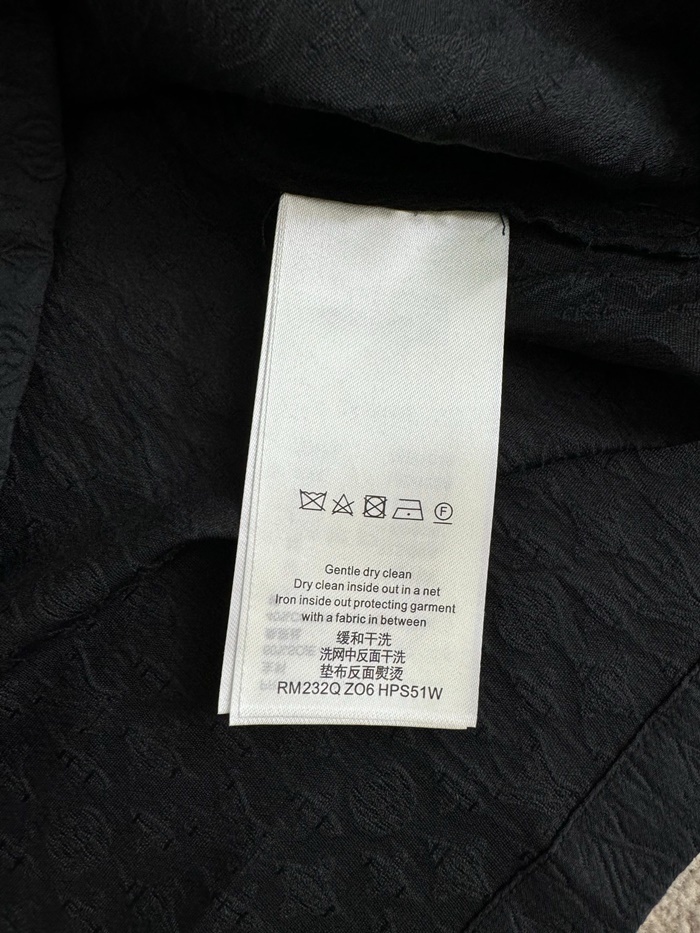 F
Gentle dry clean
Dry clean inside out in a net
Iron inside out protecting garment
with a fabric in between
缓和干洗
洗网中反面干洗
垫布反面熨烫
RM232Q ZO6 HPS51W